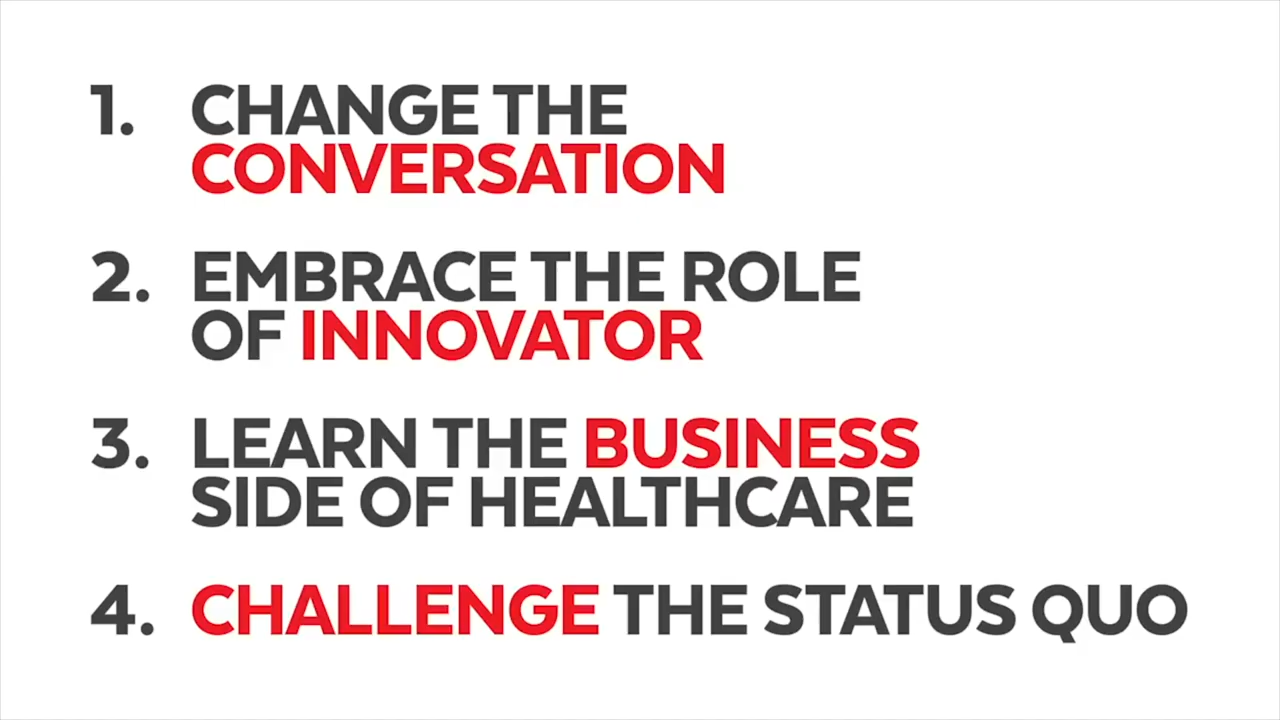 1. CHANGE THE
CONVERSATION
2. EMBRACE THE ROLE
OF INNOVATOR
3. LEARN THE BUSINESS
SIDE OF HEALTHCARE
4. CHALLENGE THE STATUS QUO